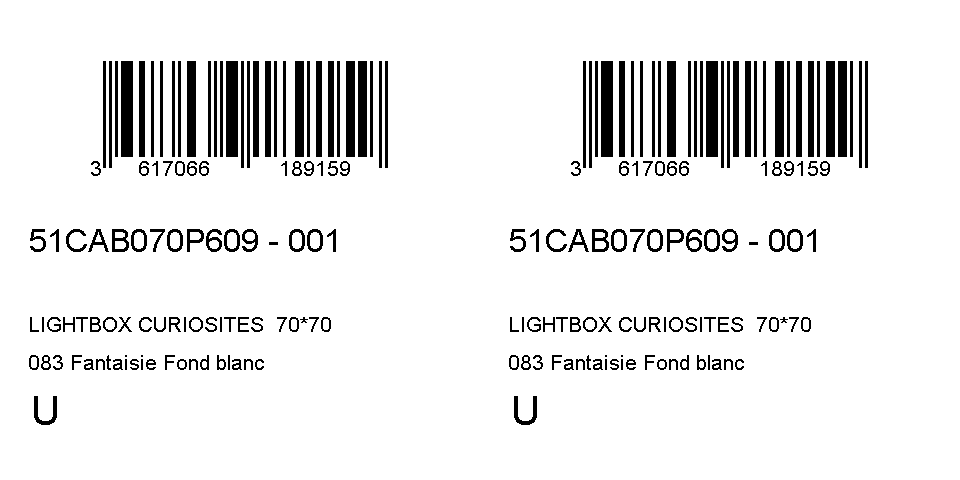 3 617066 189159
51CAB070P609 - 001
LIGHTBOX CURIOSITES  70*70
083 Fantaisie Fond blanc
U
3 617066 189159
51CAB070P609 - 001
LIGHTBOX CURIOSITES  70*70
083 Fantaisie Fond blanc
U